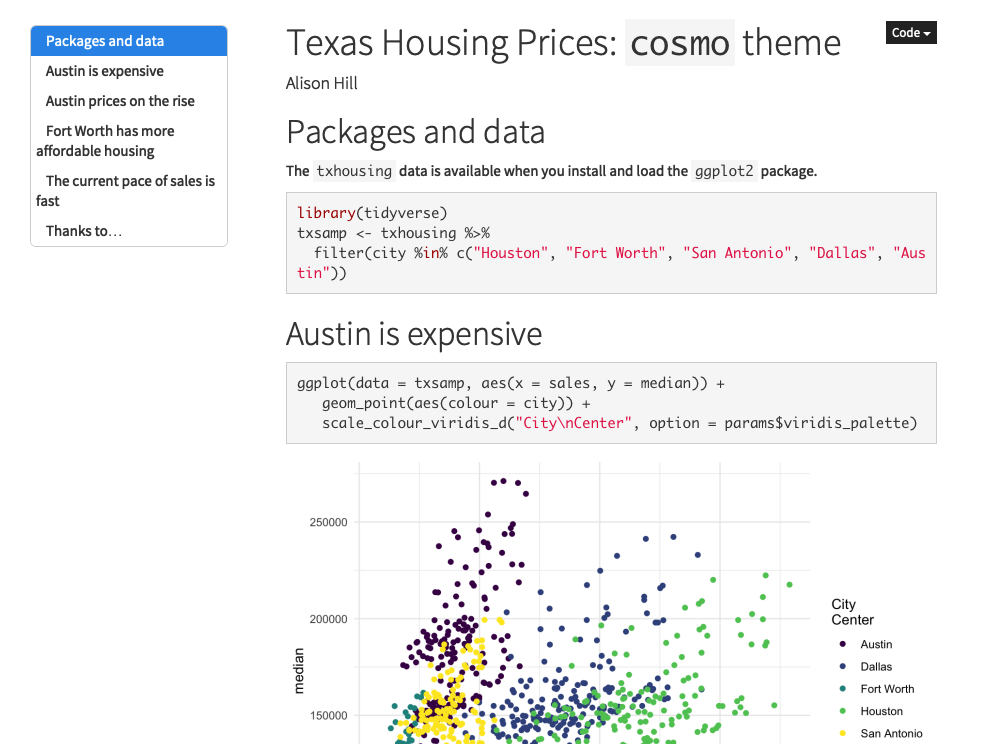 Packages and data
Austin is expensive
Austin prices on the rise
Fort Worth has more
affordable housing
The current pace of sales is
fast
Thanks to…
Texas Housing Prices: cosmo theme
Code
Alison Hill
Packages and data
The txhousing data is available when you install and load the ggplot2 package.
library(tidyverse)
txsamp <- txhousing %>%
  filter(city %in% c("Houston", "Fort Worth", "San Antonio", "Dallas", "Aus
tin"))
Austin is expensive
ggplot(data = txsamp, aes(x = sales, y = median)) +
   geom_point(aes(colour = city)) +
   scale_colour_viridis_d("City\nCenter", option = params$viridis_palette)
250000
200000
150000
median
City
Center
Austin
Dallas
Fort Worth
Houston
San Antonio